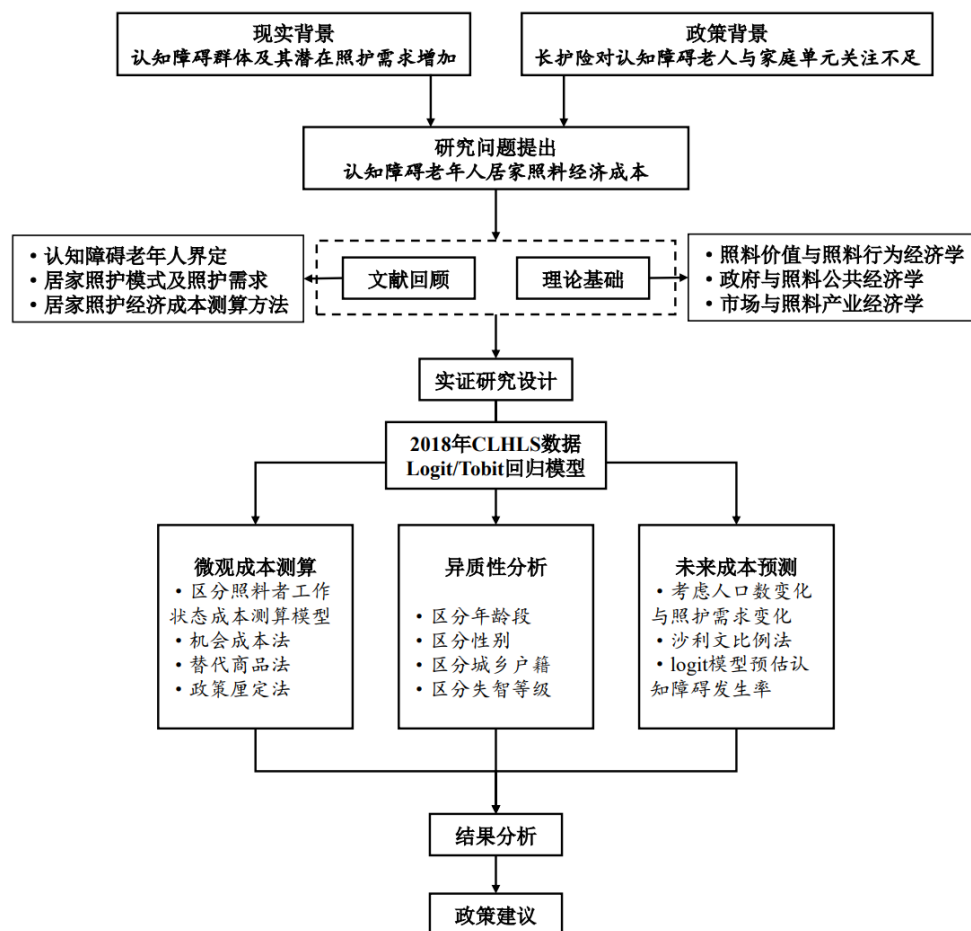 现实背景
认知障碍群体及其潜在照护需求增加
政策背景
长护险对认知障碍老人与家庭单元关注不足
研究问题提出
认知障碍老年人居家照料经济成本
• 认知障碍老年人界定
• 居家照护模式及照护需求
• 居家照护经济成本测算方法
文献回顾
理论基础
• 照料价值与照料行为经济学
• 政府与照料公共经济学
• 市场与照料产业经济学
实证研究设计
2018年CLHLS数据
Logit/Tobit回归模型
微观成本测算
• 区分照料者工作
状态成本测算模型
• 机会成本法
• 替代商品法
• 政策厘定法
异质性分析
• 区分年龄段
• 区分性别
• 区分城乡户籍
• 区分失智等级
未来成本预测
• 考虑人口数变化
与照护需求变化
• 沙利文比例法
• logit模型预估认
知障碍发生率
结果分析
政策建议